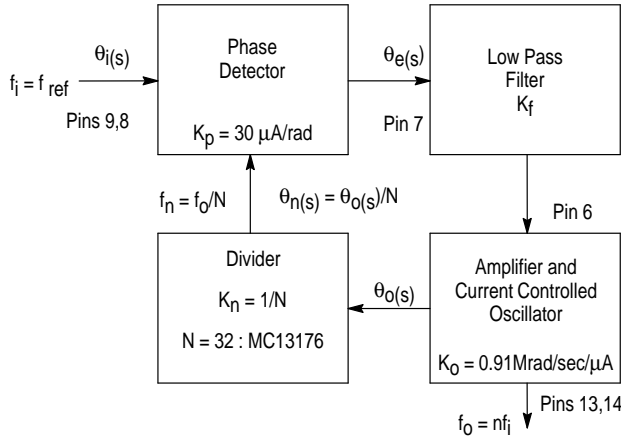 θi(s)
fi = f ref
Pins 9,8
Phase
Detector
Kp = 30 μA/rad
θe(s)
Pin 7
Low Pass
Filter
Kf
fn = fo/N
θn(s) = θo(s)/N
Pin 6
Divider
Kn = 1/N
N = 32 : MC13176
θo(s)
Amplifier and
Current Controlled
Oscillator
Ko = 0.91Mrad/sec/μA
Pins 13,14
fo = nfi